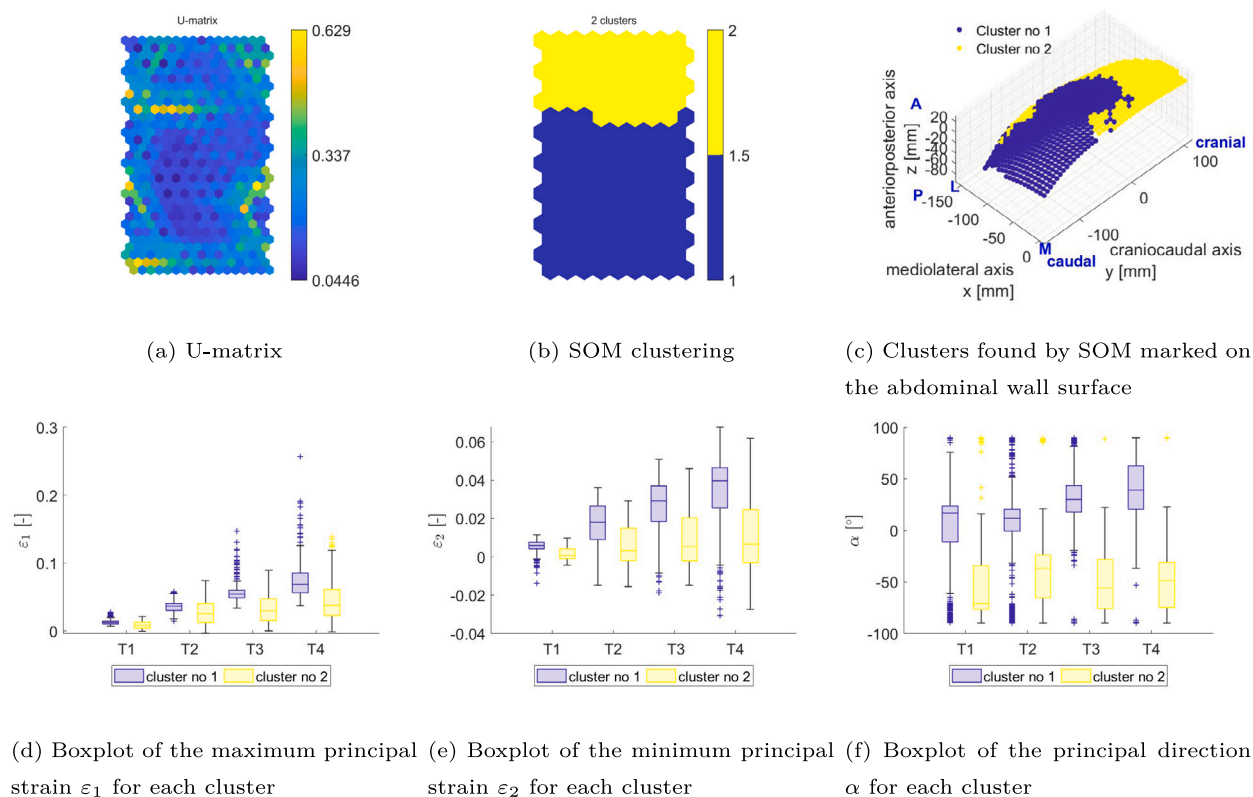 U-matrix
0.629
0.337
0.0446
(a) U-matrix
2 clusters
2
1.5
1
(b) SOM clustering
Cluster no 1
Cluster no 2
A
20
0
-20
-40
-60
-80
anteriorposterior axis
z [mm]
P
L
-150
-100
-50
0
mediolateral axis
x [mm]
M
caudal
-100
0
100
cranial
craniocaudal axis
y [mm]
(c) Clusters found by SOM marked on
the abdominal wall surface
0.3
0.2
0.1
0
ε1 [-]
T1 T2 T3 T4
cluster no 1 cluster no 2
(d) Boxplot of the maximum principal
strain ε1 for each cluster
0.06
0.04
0.02
0
-0.02
-0.04
ε2 [-]
T1 T2 T3 T4
cluster no 1 cluster no 2
(e) Boxplot of the minimum principal
strain ε2 for each cluster
100
50
0
-50
-100
α [°]
T1 T2 T3 T4
cluster no 1 cluster no 2
(f) Boxplot of the principal direction
α for each cluster